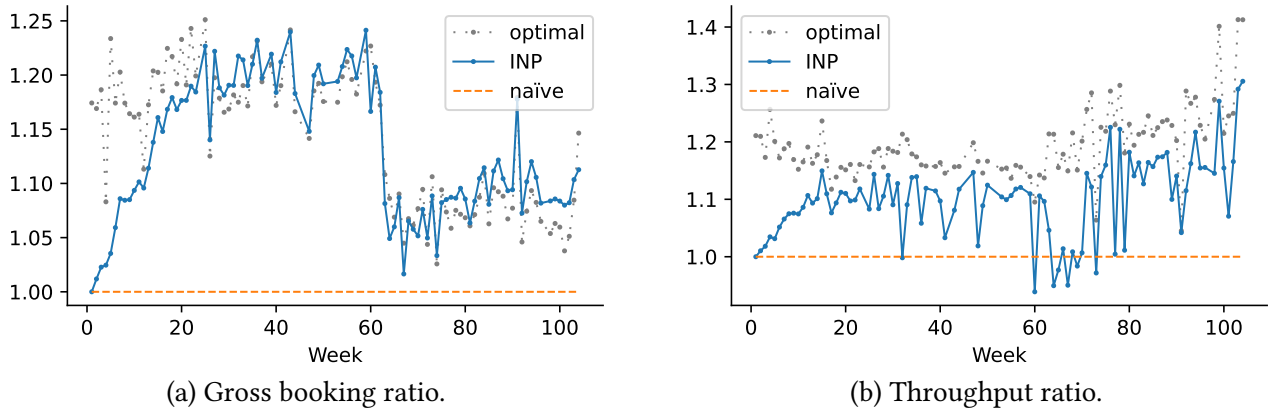 1.25
1.20
1.15
1.10
1.05
1.00
0
20
40
60
80
100
Week
optimal
INP
naïve
(a) Gross booking ratio.
1.4
1.3
1.2
1.1
1.0
0
20
40
60
80
100
Week
optimal
INP
naïve
(b) Throughput ratio.